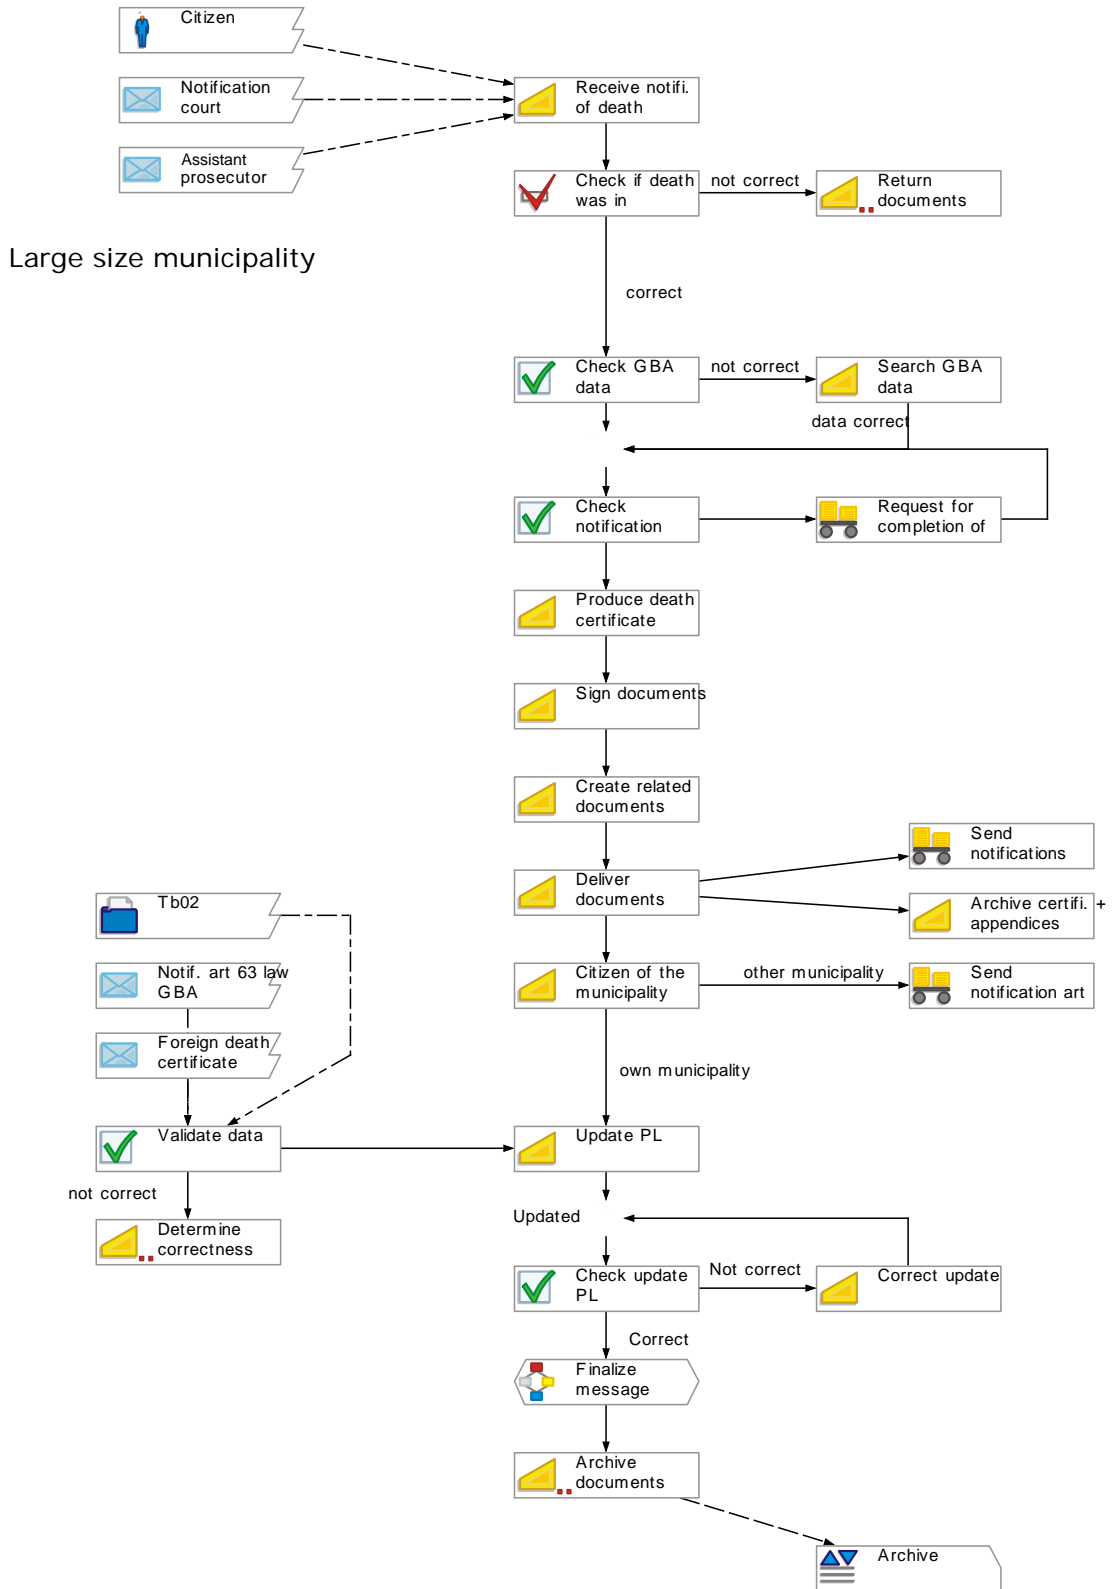 Citizen
Notification
court
Assistant
prosecutor
Receive notifi.
of death
Check if death
was in
not correct
Return
documents
Large size municipality
correct
Check GBA
data
not correct
Search GBA
data
data correct
Check
notification
Request for
completion of
Produce death
certificate
Sign documents
Create related
documents
Send
notifications
Deliver
documents
Archive certifi. +
appendices
Tb02
Notif. art 63 law
GBA
Citizen of the
municipality
other municipality
Send
notification art
Foreign death
certificate
own municipality
Validate data
Update PL
not correct
Updated
Determine
correctness
Check update
PL
Not correct
Correct update
Correct
Finalize
message
Archive
documents
Archive